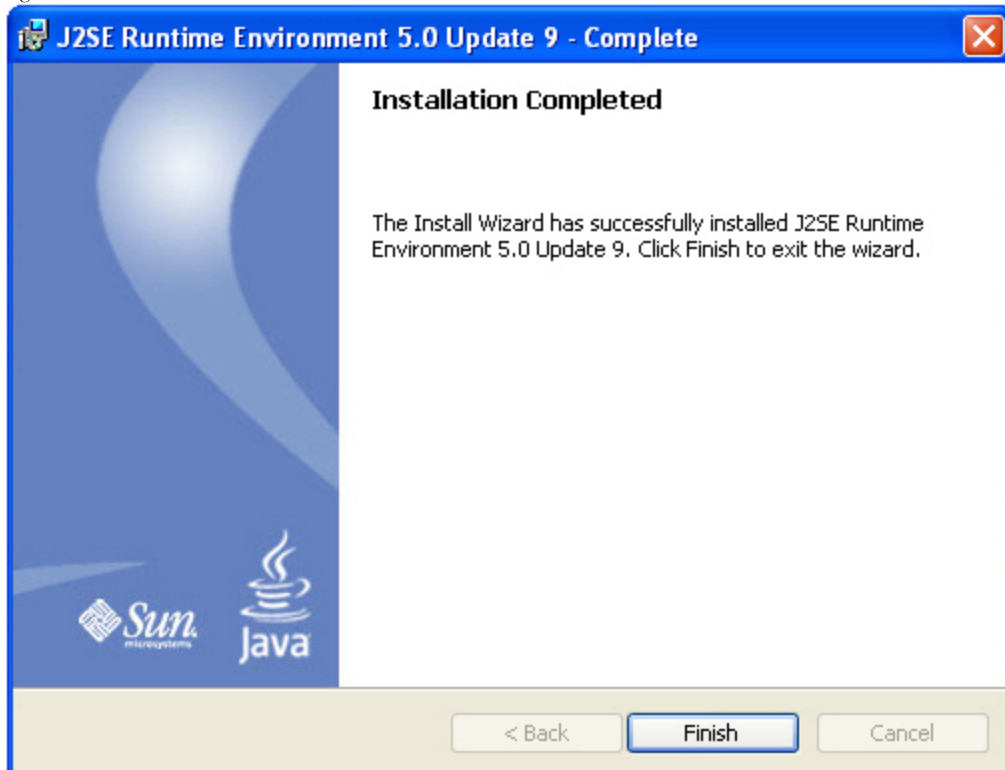 J2SE Runtime Environment 5.0 Update 9 - Complete
Installation Completed
The Install Wizard has successfully installed J2SE Runtime
Environment 5.0 Update 9. Click Finish to exit the wizard.
Sun
microsystems
Java
< Back
Finish
Cancel